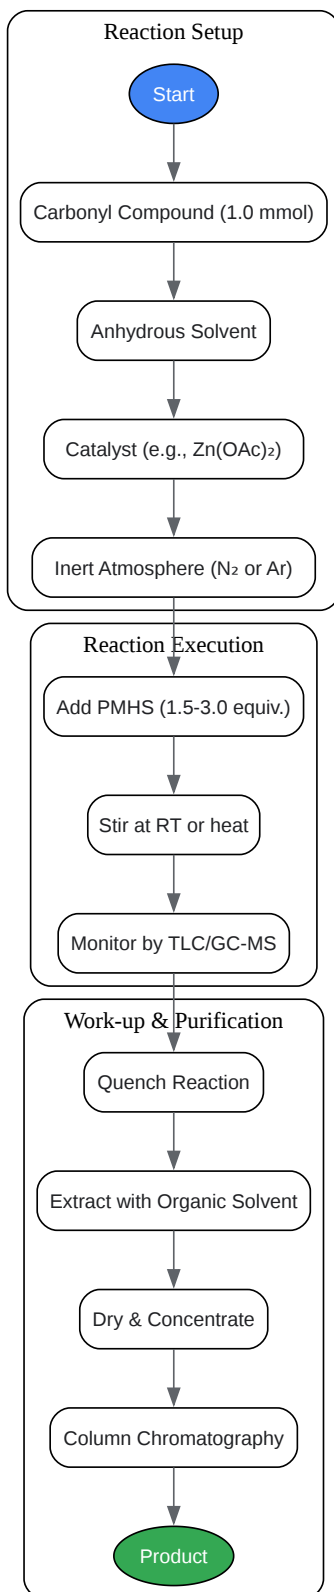 Reaction Setup
Start
Carbonyl Compound (1.0 mmol)
Anhydrous Solvent
Catalyst (e.g., Zn(OAc)₂)
Inert Atmosphere (N₂ or Ar)
Reaction Execution
Add PMHS (1.5-3.0 equiv.)
Stir at RT or heat
Monitor by TLC/GC-MS
Work-up & Purification
Quench Reaction
Extract with Organic Solvent
Dry & Concentrate
Column Chromatography
Product